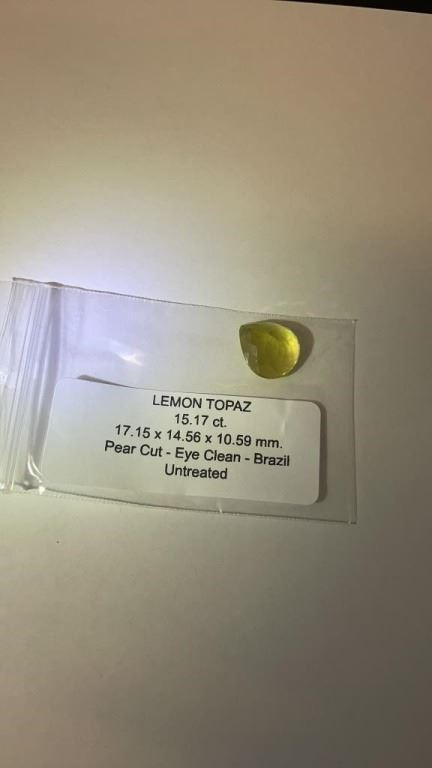 LEMON TOPAZ
15.17 ct.
17.15 x 14.56 x 10.59 mm.
Pear Cut - Eye Clean - Brazil
Untreated